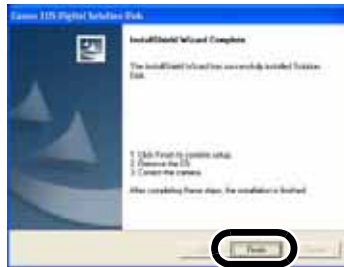 Canon EOS Digital Solution Disk
InstallShield Wizard Complete
The InstallShield Wizard has successfully installed Solution
Disk.
1. Click Finish to complete setup.
2. Remove the CD.
3. Connect the camera.
After completing these steps, the installation is finished.
Finish